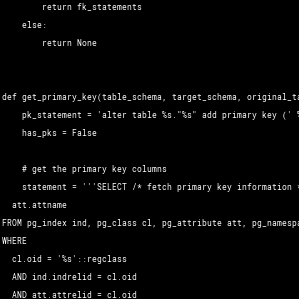 return fk_statements
else:
return None
def get_primary_key(table_schema, target_schema, original_ta
pk_statement = 'alter table %s."%s" add primary key (' %
has_pks = False
# get the primary key columns
statement = '''SELECT /* fetch primary key information *
att.attname
FROM pg_index ind, pg_class cl, pg_attribute att, pg_namespa
WHERE
cl.oid = '%s'::regclass
AND ind.indrelid = cl.oid
AND att.attrelid = cl.oid